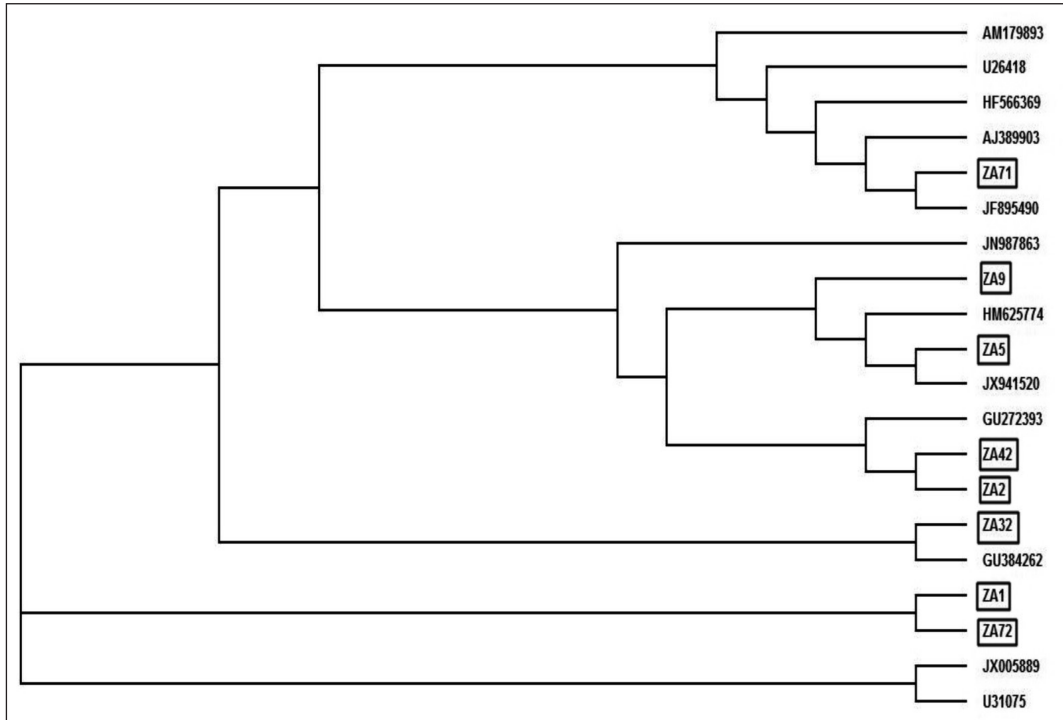 AM179893
U26418
HF566369
AJ389903
ZA71
JF895490
JN987863
ZA9
HM625774
ZA5
JX941520
GU272393
ZA42
ZA2
ZA32
GU384262
ZA1
ZA72
JX005889
U31075